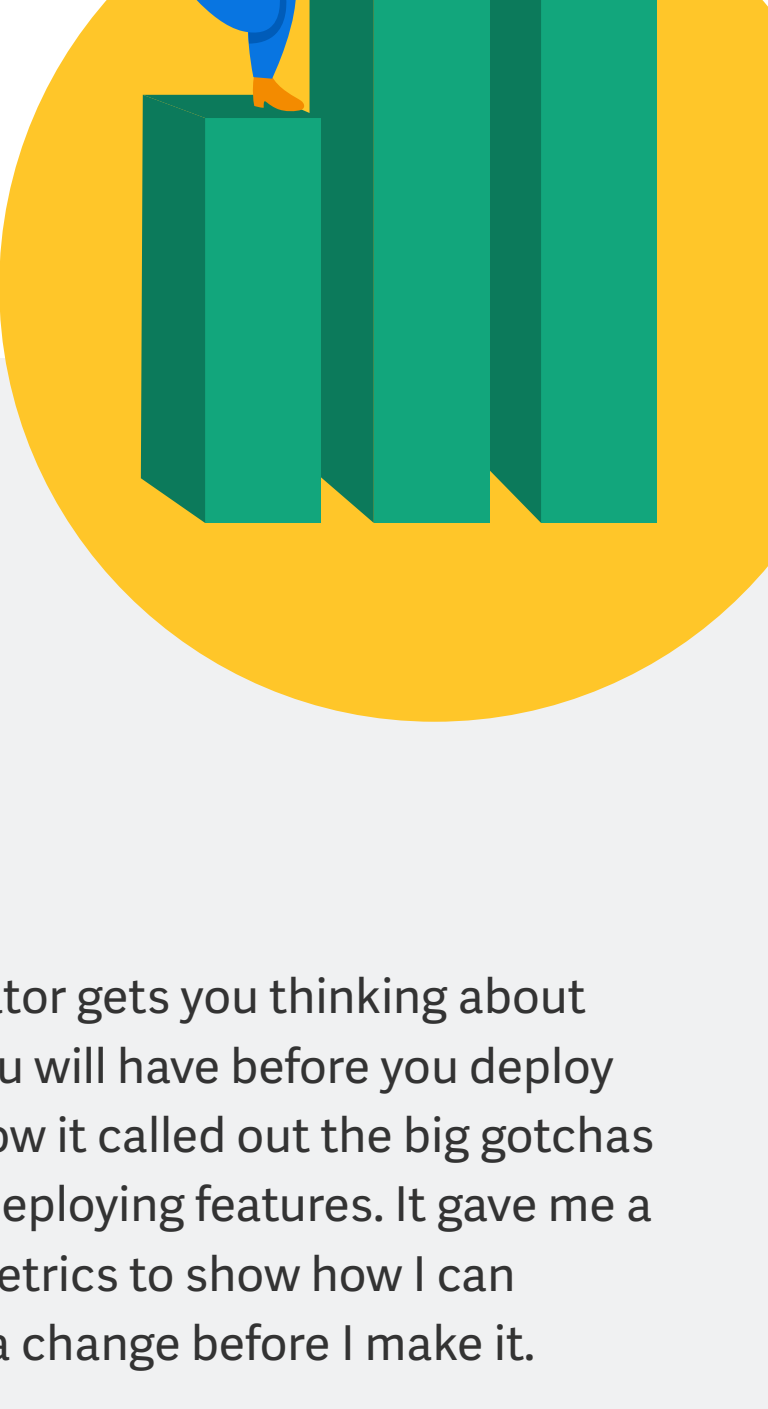 tor gets you thinking about
u will have before you deploy
ow it called out the big gotchas
eploying features. It gave me a
etrics to show how I can
a change before I make it.